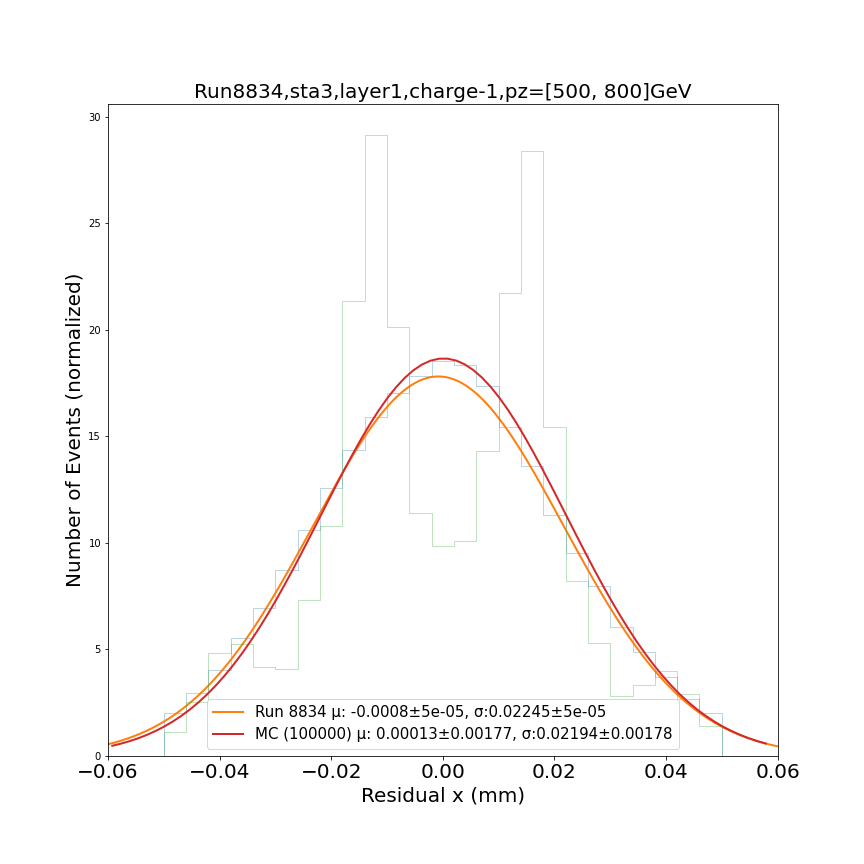 Run8834,sta3,layer1,charge-1,pz=[500, 800]GeV
Number of Events (normalized)
30
25
20
15
10
5
0
Run 8834 μ: -0.0008±5e-05, σ:0.02245±5e-05
MC (100000) μ: 0.00013±0.00177, σ:0.02194±0.00178
−0.06 −0.04 −0.02 0.00 0.02 0.04 0.06
Residual x (mm)